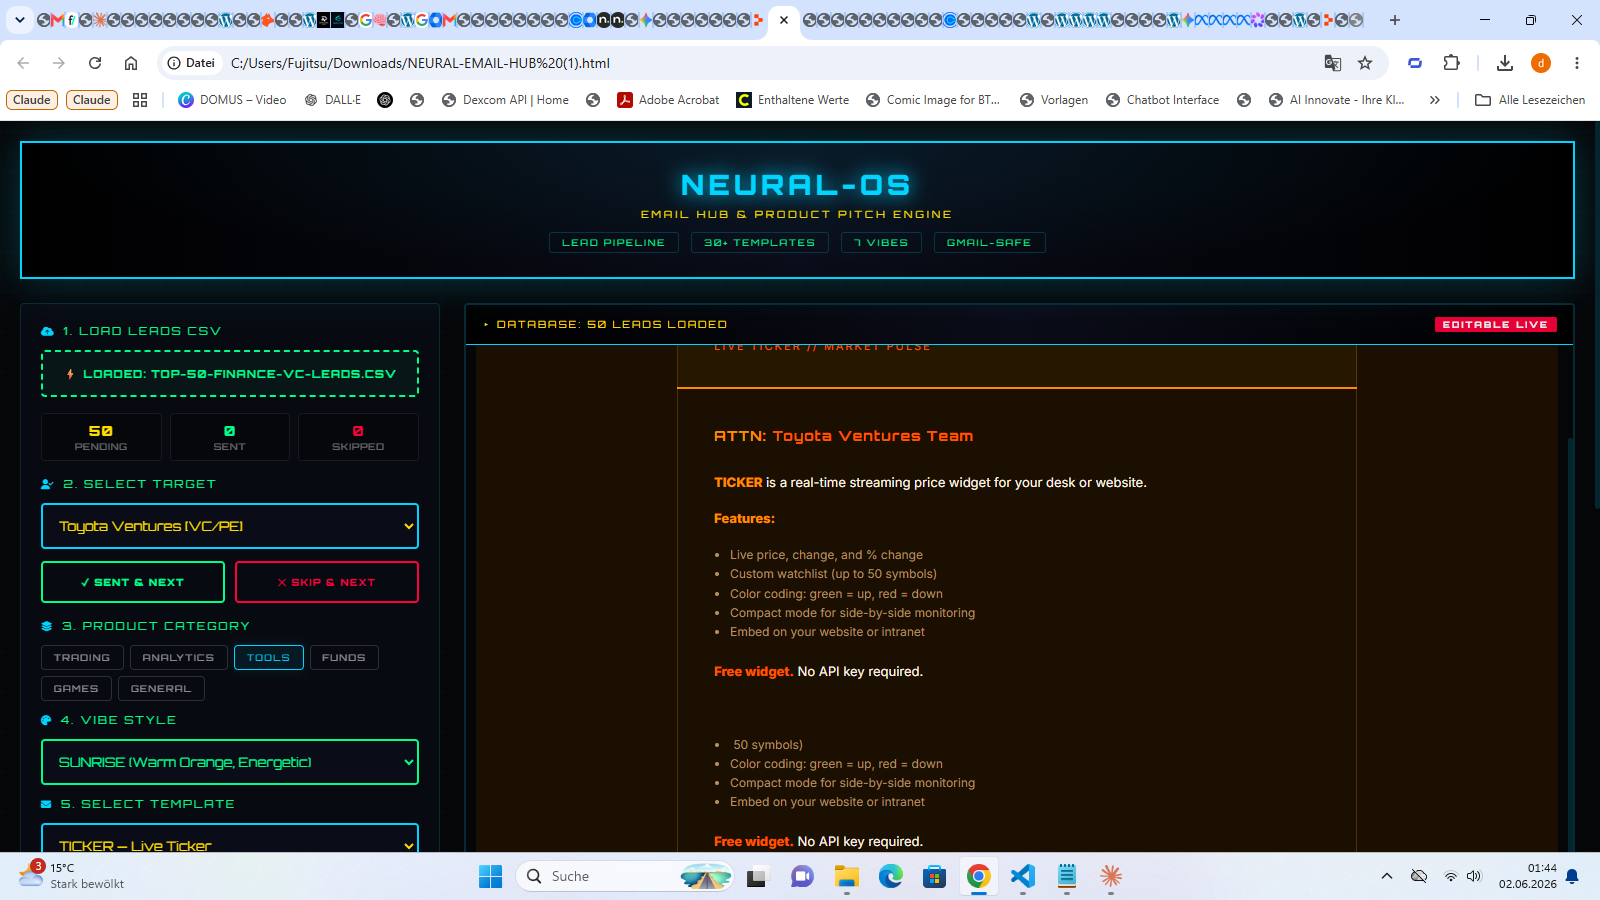 Datei
C:/Users/Fujitsu/Downloads/NEURAL-EMAIL-HUB%20(1).html
Claude
Claude
DOMUS – Video
DALL·E
Dexcom API | Home
Adobe Acrobat
Enthaltene Werte
Comic Image for BT...
Vorlagen
Chatbot Interface
AI Innovate - Ihre KI...
Alle Lesezeichen
NEURAL-OS
EMAIL HUB & PRODUCT PITCH ENGINE
LEAD PIPELINE
30+ TEMPLATES
7 VIBES
GMAIL-SAFE
1. LOAD LEADS CSV
LOADED: TOP-50-FINANCE-VC-LEADS.CSV
50
PENDING
0
SENT
0
SKIPPED
2. SELECT TARGET
Toyota Ventures [VC/PE]
✓ SENT & NEXT
✕ SKIP & NEXT
3. PRODUCT CATEGORY
TRADING
ANALYTICS
TOOLS
FUNDS
GAMES
GENERAL
4. VIBE STYLE
SUNRISE (Warm Orange, Energetic)
5. SELECT TEMPLATE
TICKER – Live Ticker
DATABASE: 50 LEADS LOADED
EDITABLE LIVE
LIVE TICKER // MARKET PULSE
ATTN: Toyota Ventures Team
TICKER is a real-time streaming price widget for your desk or website.
Features:
• Live price, change, and % change
• Custom watchlist (up to 50 symbols)
• Color coding: green = up, red = down
• Compact mode for side-by-side monitoring
• Embed on your website or intranet
Free widget. No API key required.
• 50 symbols)
• Color coding: green = up, red = down
• Compact mode for side-by-side monitoring
• Embed on your website or intranet
Free widget. No API key required.
3
15°C
Stark bewölkt
Suche
01:44
02.06.2026